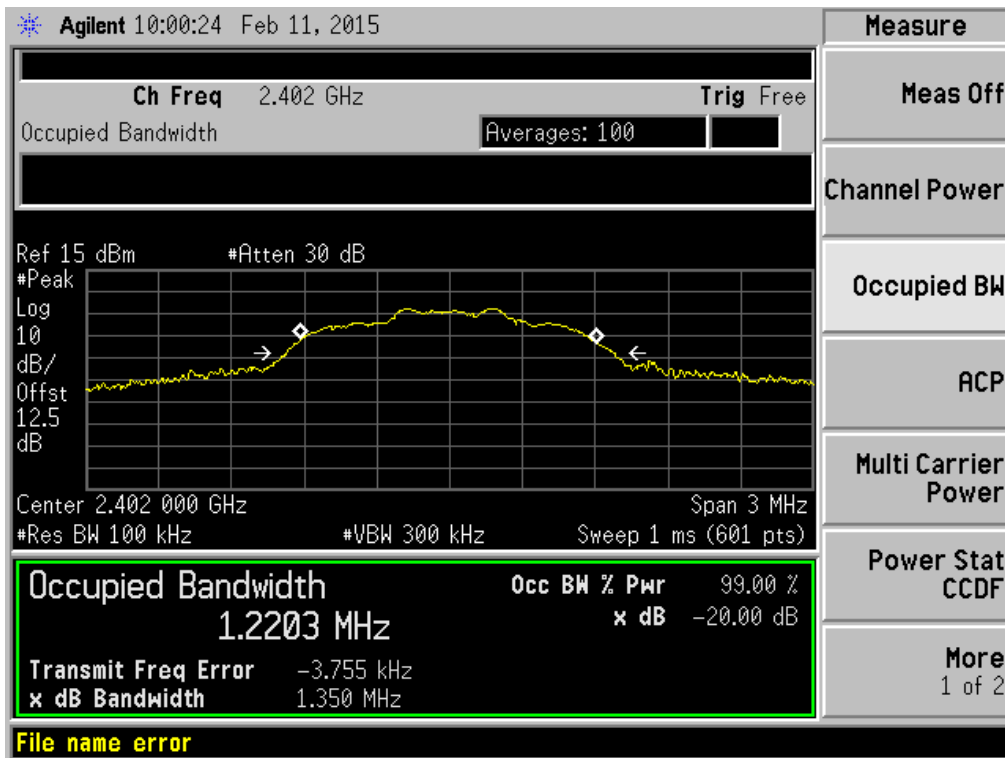 Agilent 10:00:24 Feb 11, 2015
Measure
Ch Freq 2.402 GHz Trig Free
Occupied Bandwidth Averages: 100
Meas Off
Channel Power
Occupied BW
ACP
Multi Carrier
Power
Power Stat
CCDF
More
1 of 2
Ref 15 dBm #Atten 30 dB
#Peak
Log
10
dB/
Offst
12.5
dB
Center 2.402 000 GHz Span 3 MHz
#Res BW 100 kHz #VBW 300 kHz Sweep 1 ms (601 pts)
Occupied Bandwidth
1.2203 MHz
Occ BW % Pwr 99.00 %
x dB -20.00 dB
Transmit Freq Error -3.755 kHz
x dB Bandwidth 1.350 MHz
File name error